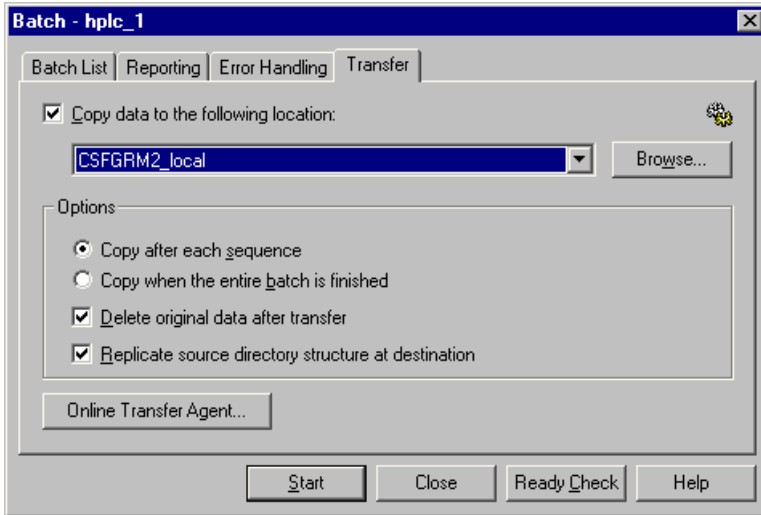 Batch - hplc_1
Batch List Reporting Error Handling Transfer
Copy data to the following location:
CSFGRM2_local Browse...
Options
Copy after each sequence
Copy when the entire batch is finished
Delete original data after transfer
Replicate source directory structure at destination
Online Transfer Agent...
Start Close Ready Check Help